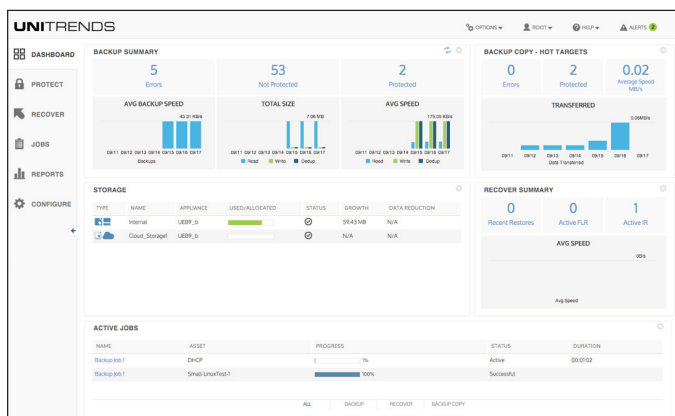 UNITRENDS
OPTIONS
ROOT
HELP
ALERTS 2
DASHBOARD
PROTECT
RECOVER
JOBS
REPORTS
CONFIGURE
BACKUP SUMMARY
5
Errors
53
Not Protected
2
Protected
AVG BACKUP SPEED
40.31 KB/s
09/11 09/12 09/13 09/14 09/15 09/16 09/17
Backups
TOTAL SIZE
7.06 MB
09/11 09/12 09/13 09/14 09/15 09/16 09/17
Read Write Dedup
AVG SPEED
175.05 KB/s
09/11 09/12 09/13 09/14 09/15 09/16 09/17
Read Write Dedup
BACKUP COPY - HOT TARGETS
0
Errors
2
Protected
0.02
Average Speed
MB/s
TRANSFERRED
0.06MB/s
09/11 09/12 09/13 09/14 09/15 09/16 09/17
Data Transferred
STORAGE
TYPE NAME APPLIANCE USED/ALLOCATED STATUS GROWTH DATA REDUCTION
Internal UEB9_b 59.43 MB N/A
Cloud_Storage1 UEB9_b N/A N/A
RECOVER SUMMARY
0
Recent Restores
0
Active FLR
1
Active IR
AVG SPEED
0B/s
Avg Speed
ACTIVE JOBS
NAME ASSET PROGRESS STATUS DURATION
Backup Job 1 DHCP 1% Active 00:01:02
Backup Job 1 Small-LinuxTest-1 100% Successful
ALL BACKUP RECOVER BACKUP COPY